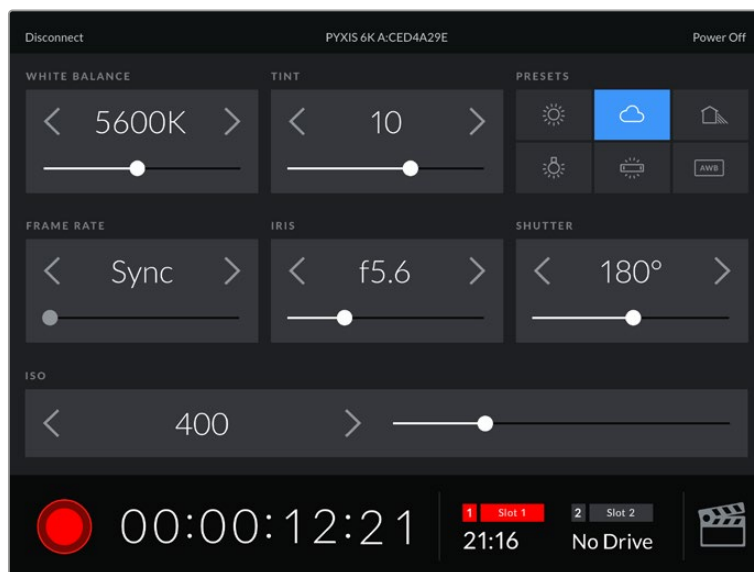 Disconnect PYXIS 6K A:CED4A29E Power Off
WHITE BALANCE TINT PRESETS
5600K 10
AWB
FRAME RATE IRIS SHUTTER
Sync f5.6 180°
ISO
400
00:00:12:21 1 Slot 1 2 Slot 2
21:16 No Drive